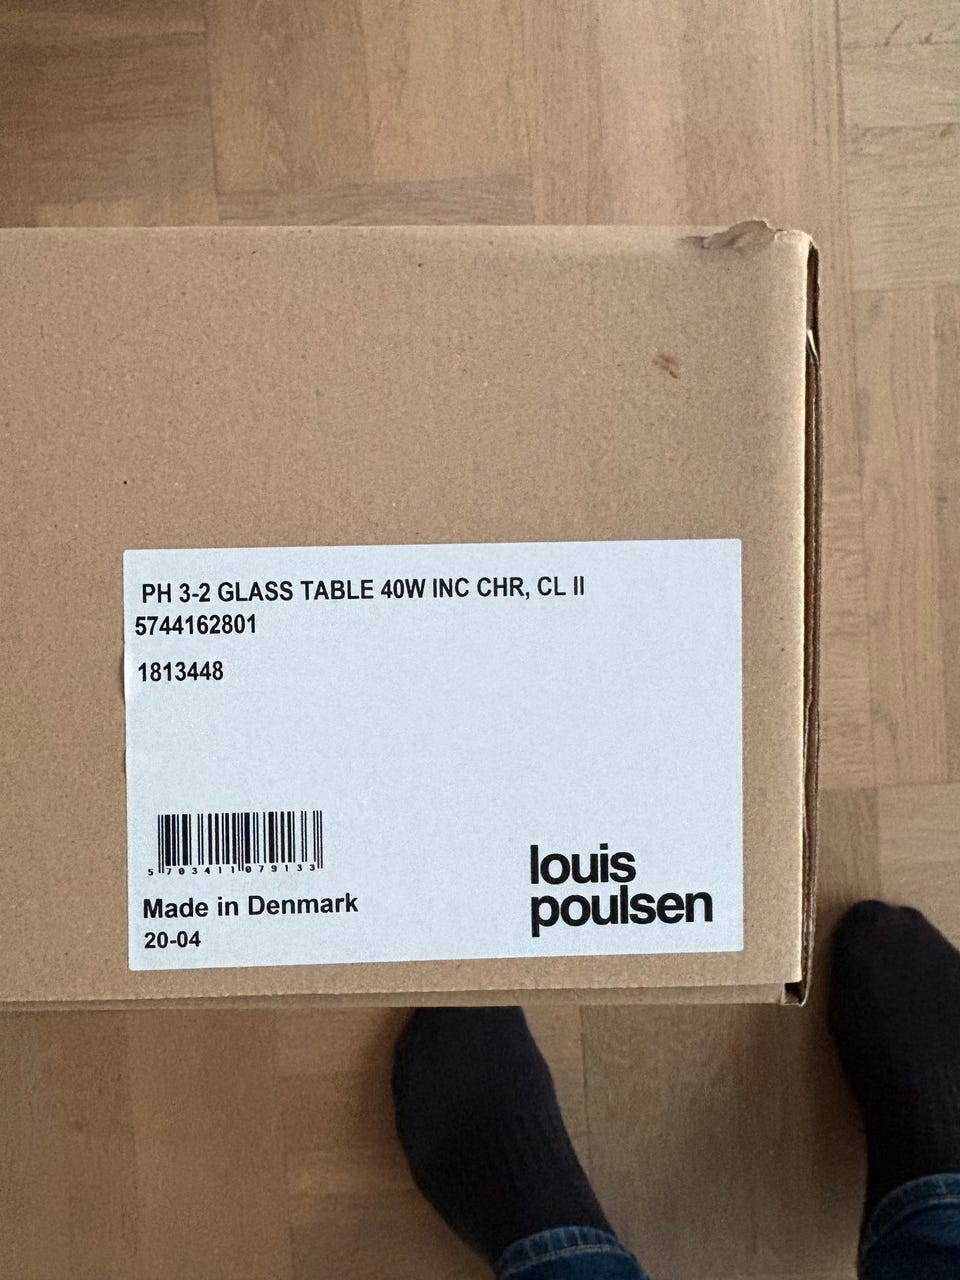 PH 3-2 GLASS TABLE 40W INC CHR, CL II
5744162801
1813448
5 703411 079133
Made in Denmark
20-04
louis
poulsen